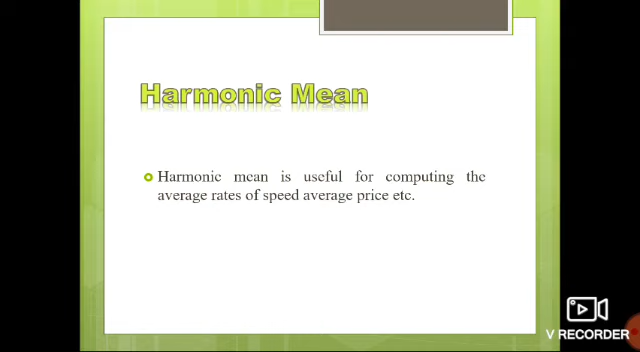 Harmonic Mean
Harmonic mean is useful for computing the
average rates of speed average price etc.
V RECORDER